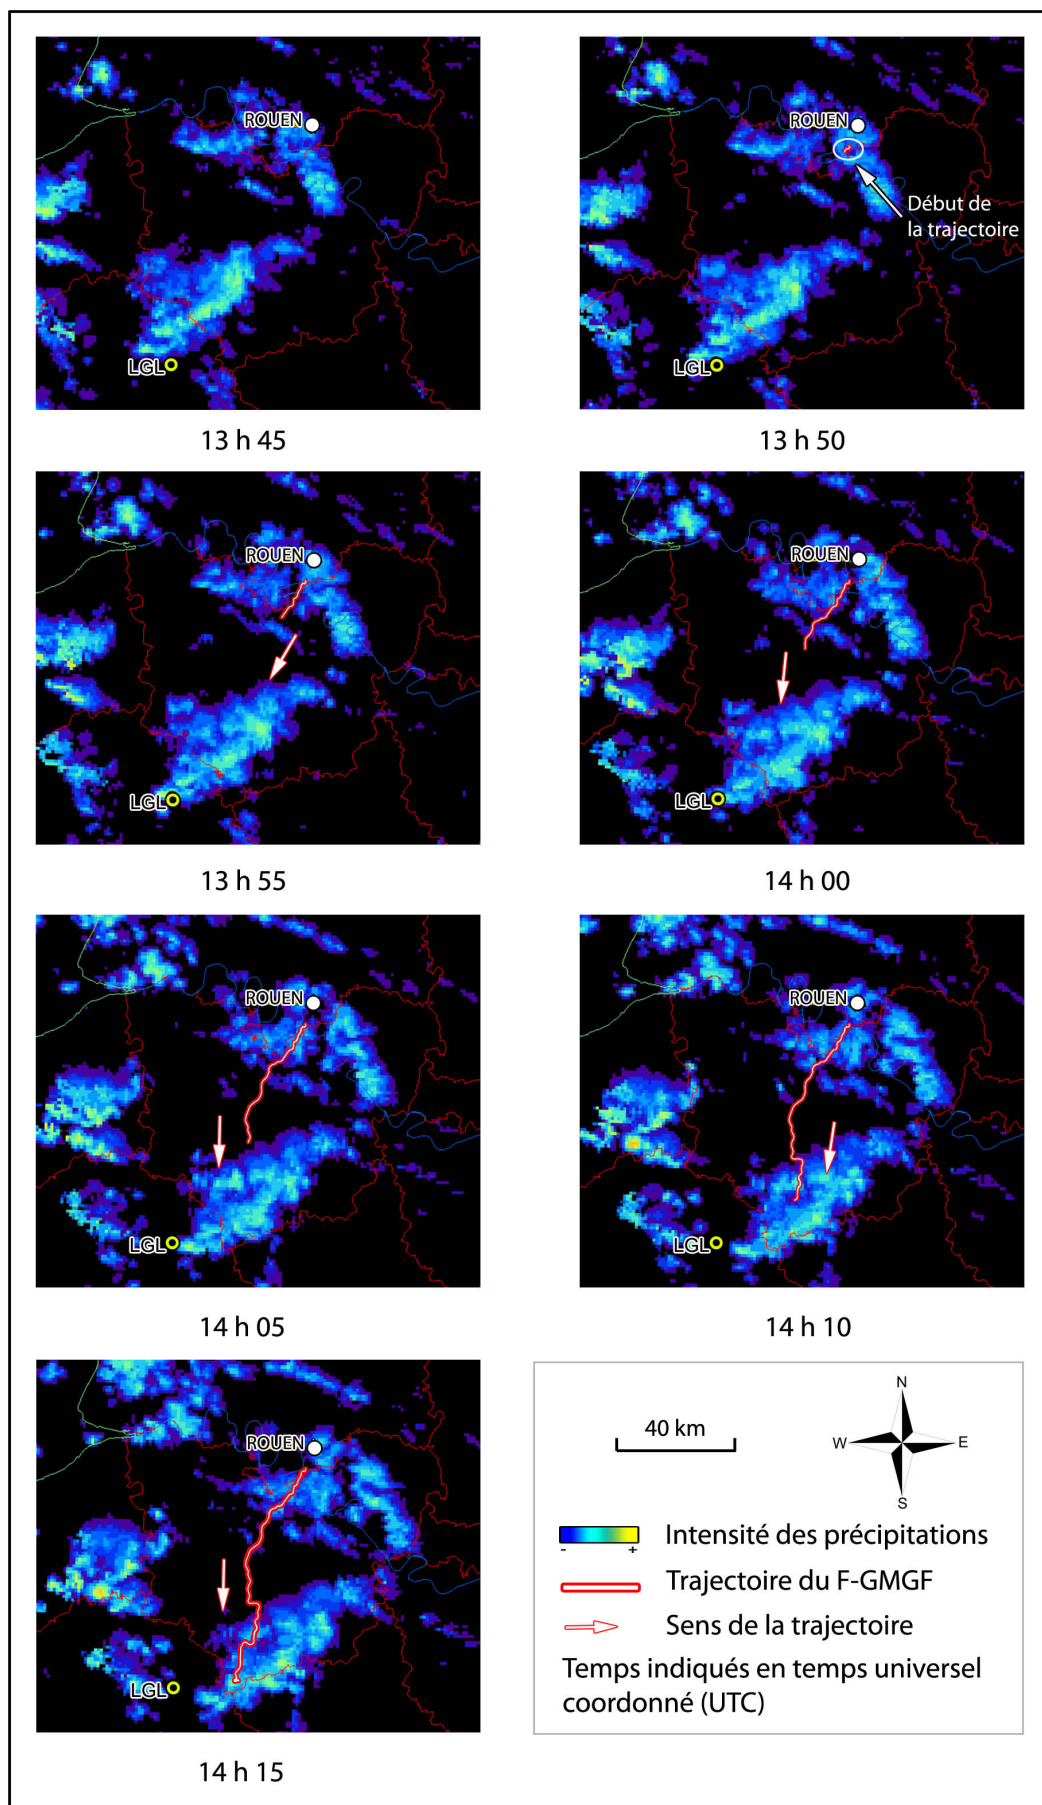 ROUEN
LGL
13 h 45
ROUEN
Début de
la trajectoire
LGL
13 h 50
ROUEN
LGL
13 h 55
ROUEN
LGL
14 h 00
ROUEN
LGL
14 h 05
ROUEN
LGL
14 h 10
ROUEN
LGL
14 h 15
40 km
N
W
E
S
- +
Intensité des précipitations
Trajectoire du F-GMGF
Sens de la trajectoire
Temps indiqués en temps universel
coordonné (UTC)